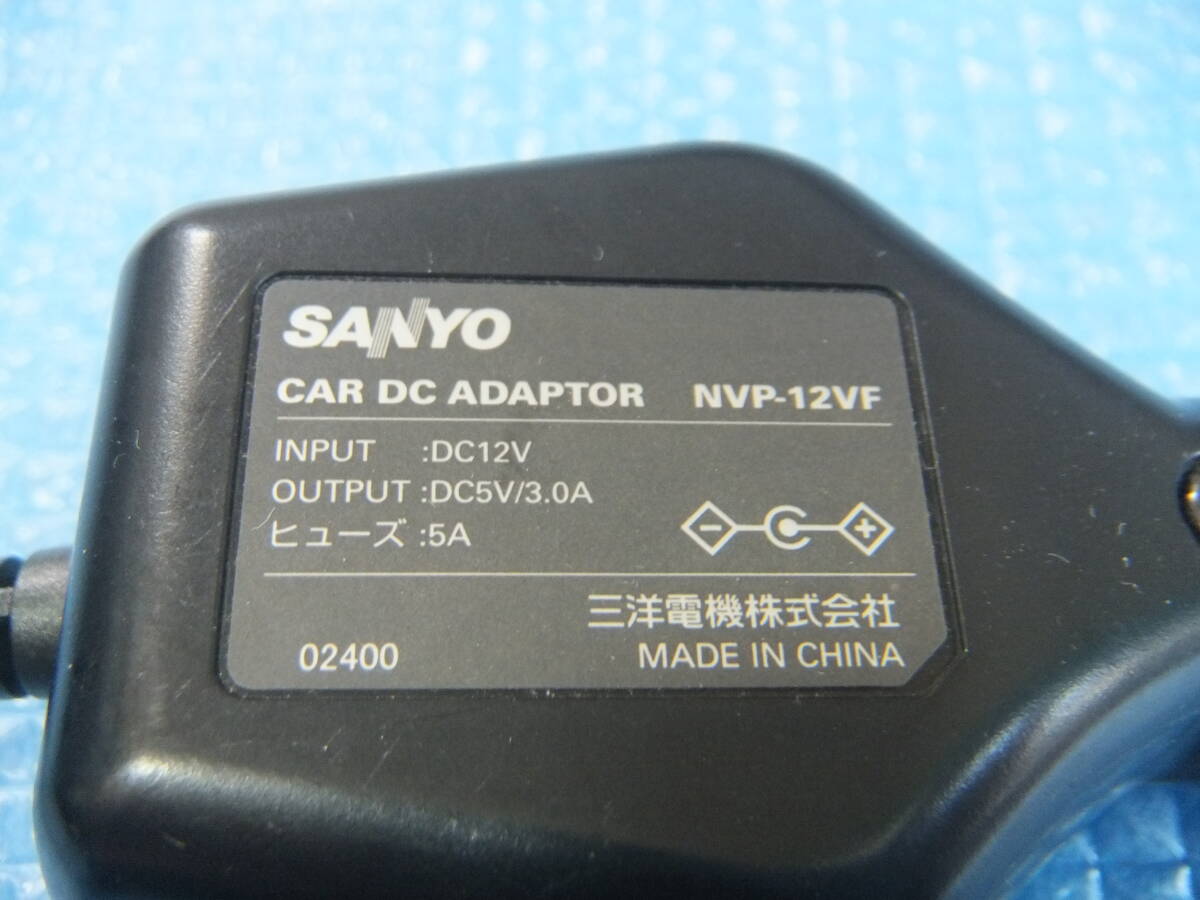 SANYO
CAR DC ADAPTOR NVP-12VF
INPUT :DC12V
OUTPUT :DC5V/3.0A
ヒューズ :5A
三洋電機株式会社
02400 MADE IN CHINA